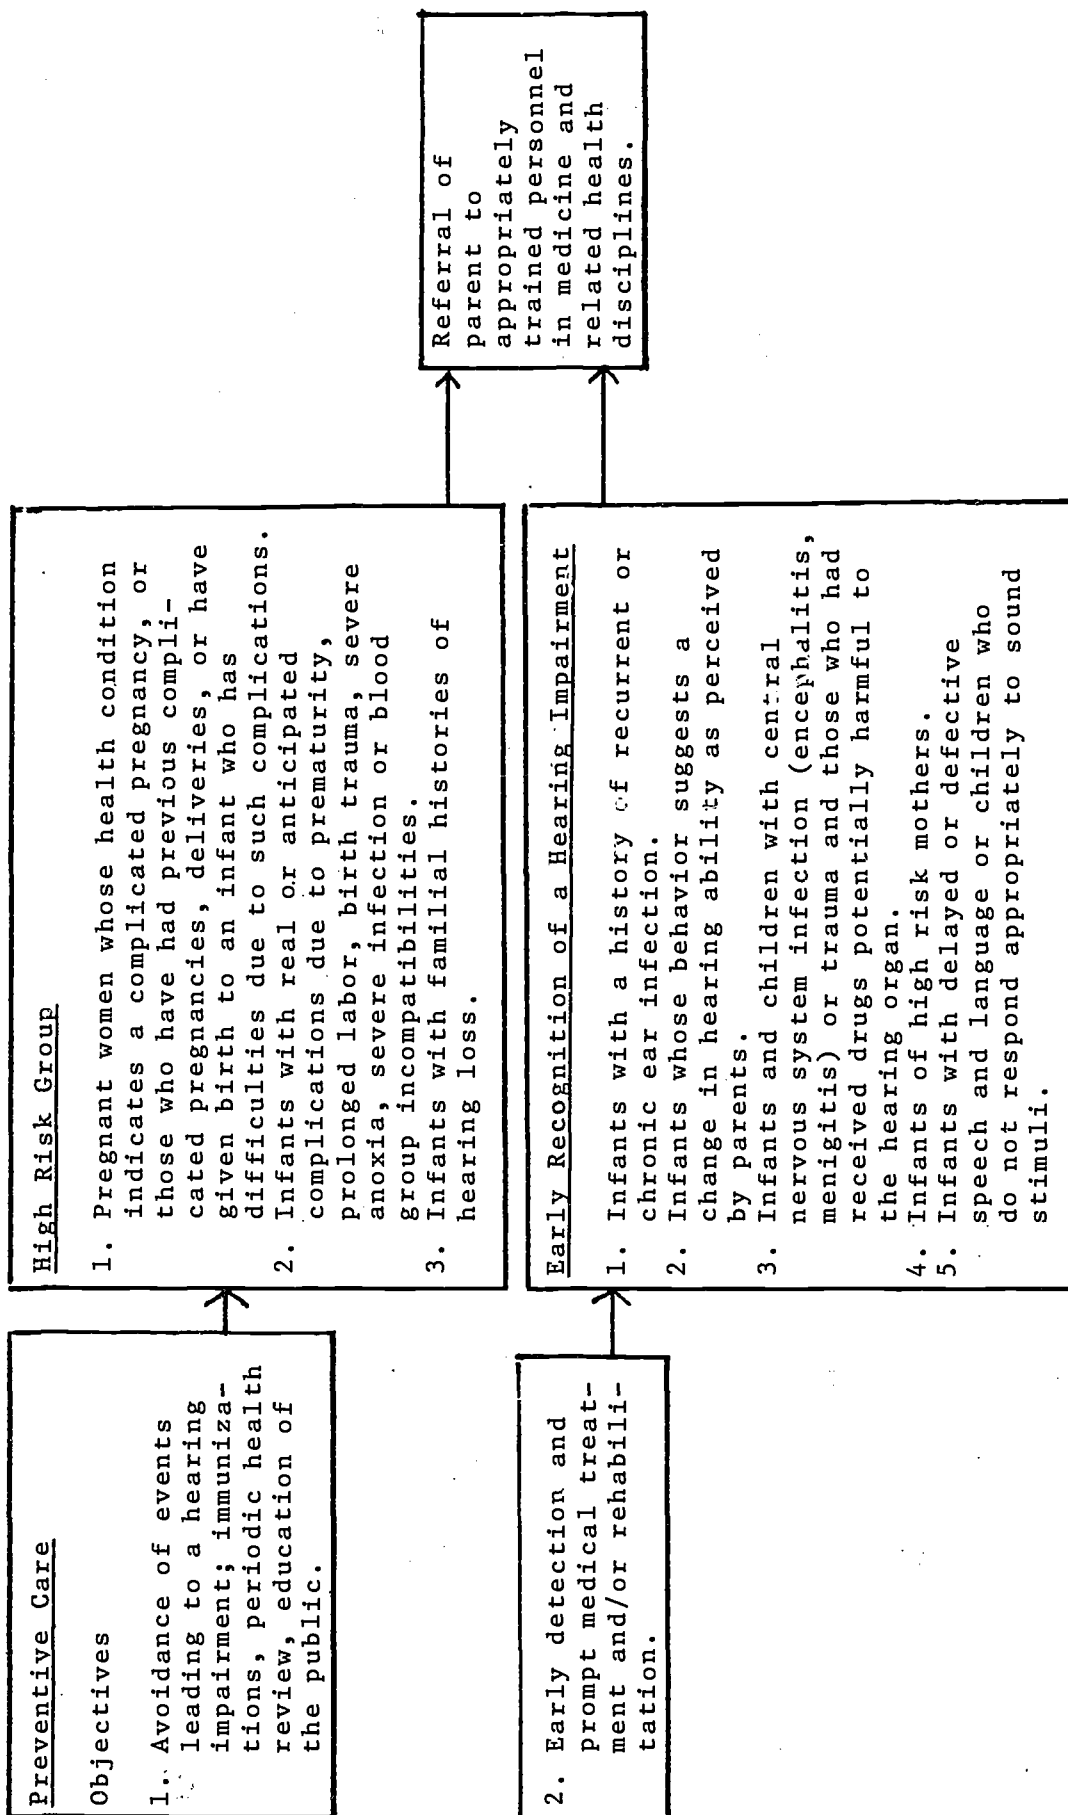 Preventive Care
Objectives
1. Avoidance of events
leading to a hearing
impairment; immuniza-
tions, periodic health
review, education of
the public.
2. Early detection and
prompt medical treat-
ment and/or rehabili-
tation.
High Risk Group
1. Pregnant women whose health condition
indicates a complicated pregnancy, or
those who have had previous compli-
cated pregnancies, deliveries, or have
given birth to an infant who has
difficulties due to such complications.
2. Infants with real or anticipated
complications due to prematurity,
prolonged labor, birth trauma, severe
anoxia, severe infection or blood
group incompatibilities.
3. Infants with familial histories of
hearing loss.
Early Recognition of a Hearing Impairment
1. Infants with a history of recurrent or
chronic ear infection.
2. Infants whose behavior suggests a
change in hearing ability as perceived
by parents.
3. Infants and children with central
nervous system infection (encephalitis,
menigitis) or trauma and those who had
received drugs potentially harmful to
the hearing organ.
4. Infants of high risk mothers.
5. Infants with delayed or defective
speech and language or children who
do not respond appropriately to sound
stimuli.
Referral of
parent to
appropriately
trained personnel
in medicine and
related health
disciplines.